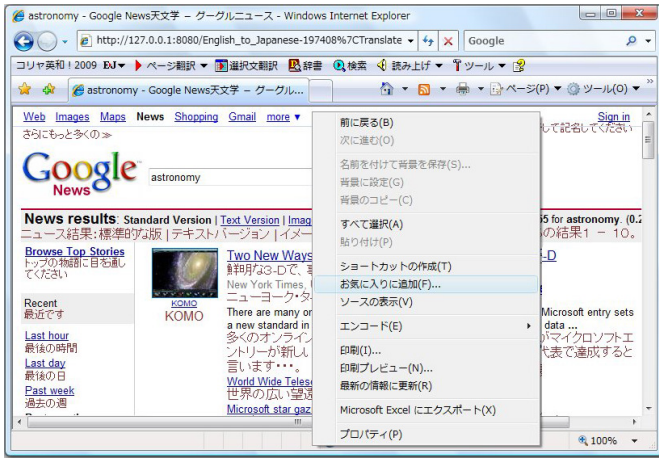 astronomy - Google News天文学 − グーグルニュース - Windows Internet Explorer
http://127.0.0.1:8080/English_to_Japanese-197408%7CTranslate
Google
コリャ英和!2009 EJ ページ翻訳 選択文翻訳 辞書 検索 読み上げ ツール
astronomy - Google News天文学 − グーグル...
ページ(P) ツール(O)
Web Images Maps News Shopping Gmail more ▼
Sign in
さらにもっと多くの≫
して記名してください
Google
News
astronomy
News results: Standard Version | Text Version | Imag
for astronomy. (0.2
ニュース結果:標準的な版 | テキストバージョン | イメー
の結果1 − 10。
Browse Top Stories
トップの物語に目を通し
てください
Recent
最近です
Last hour
最後の時間
Last day
最後の日
Past week
過去の週
KOMO
KOMO
Two New Ways
-D
鮮明な3-Dで、
New York Times,
ニューヨーク・タ
There are many or
Microsoft entry sets
a new standard in
data ...
多くのオンライン
がマイクロソフトエ
ントリーが新しい
代表で達成すると
言います・・・。
World Wide Teles
世界の広い望遠
Microsoft star gaz
前に戻る(B)
次に進む(O)
名前を付けて背景を保存(S)...
背景に設定(G)
背景のコピー(C)
すべて選択(A)
貼り付け(P)
ショートカットの作成(T)
お気に入りに追加(F)...
ソースの表示(V)
エンコード(E)
印刷(I)...
印刷プレビュー(N)...
最新の情報に更新(R)
Microsoft Excel にエクスポート(X)
プロパティ(P)
100%